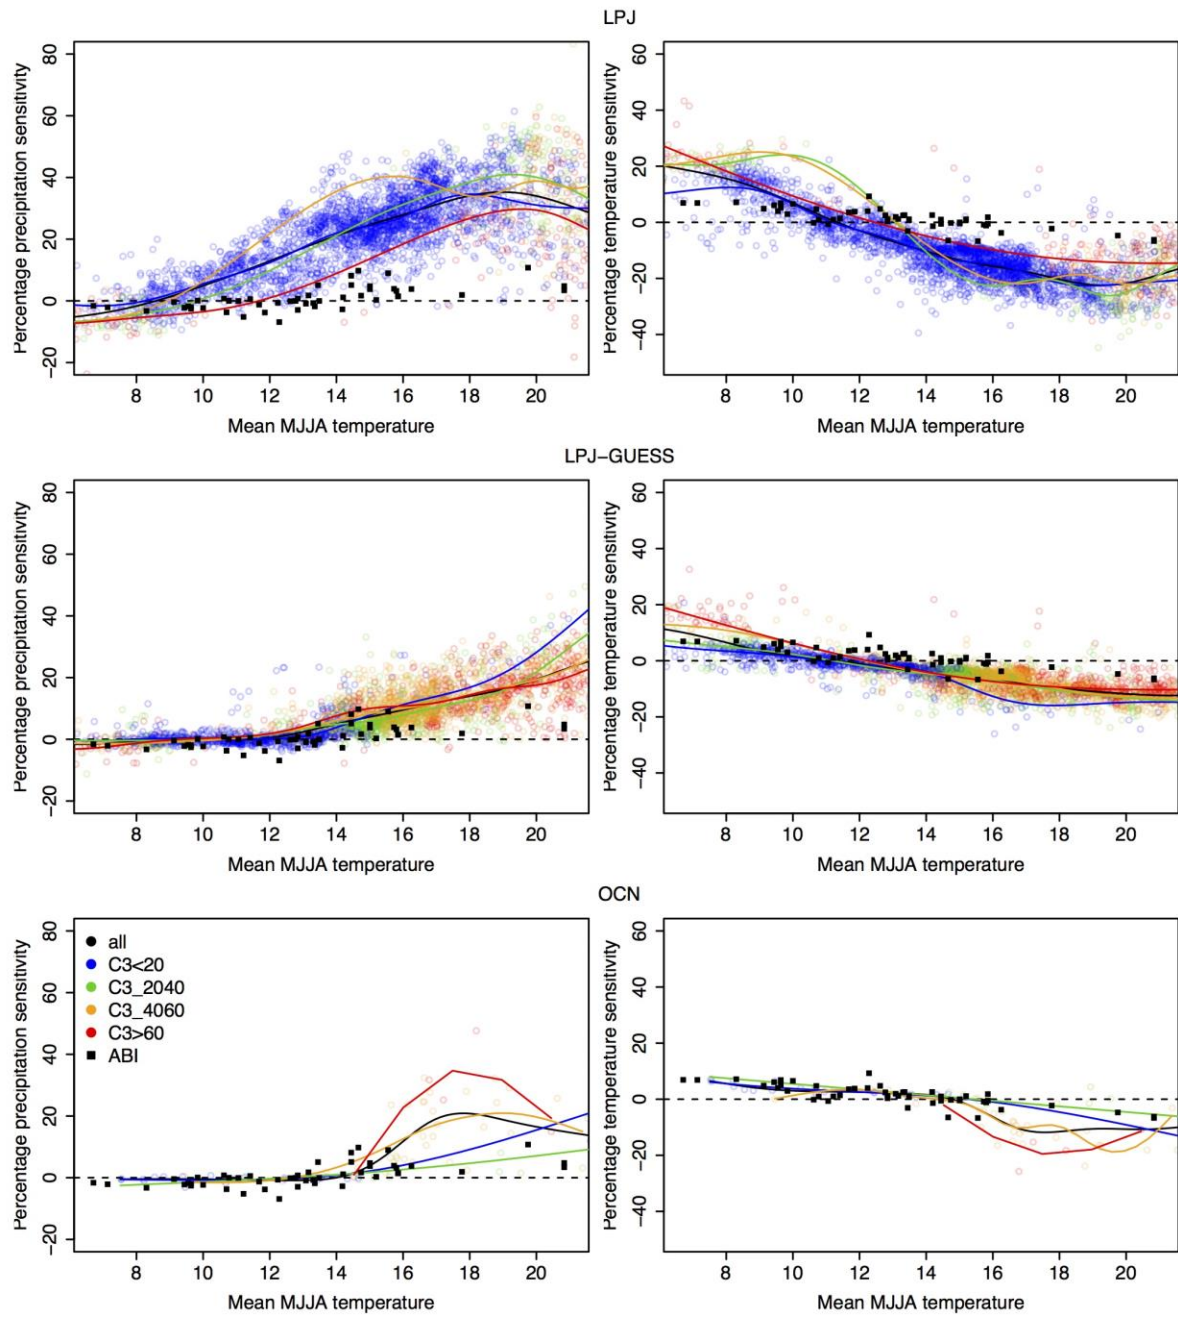 LPJ
Percentage precipitation sensitivity
80
60
40
20
0
−20
8 10 12 14 16 18 20
Mean MJJA temperature
Percentage temperature sensitivity
60
40
20
0
−20
−40
8 10 12 14 16 18 20
Mean MJJA temperature
LPJ−GUESS
Percentage precipitation sensitivity
80
60
40
20
0
−20
8 10 12 14 16 18 20
Mean MJJA temperature
Percentage temperature sensitivity
60
40
20
0
−20
−40
8 10 12 14 16 18 20
Mean MJJA temperature
OCN
Percentage precipitation sensitivity
80
60
40
20
0
−20
all
C3<20
C3_2040
C3_4060
C3>60
ABI
8 10 12 14 16 18 20
Mean MJJA temperature
Percentage temperature sensitivity
60
40
20
0
−20
−40
8 10 12 14 16 18 20
Mean MJJA temperature